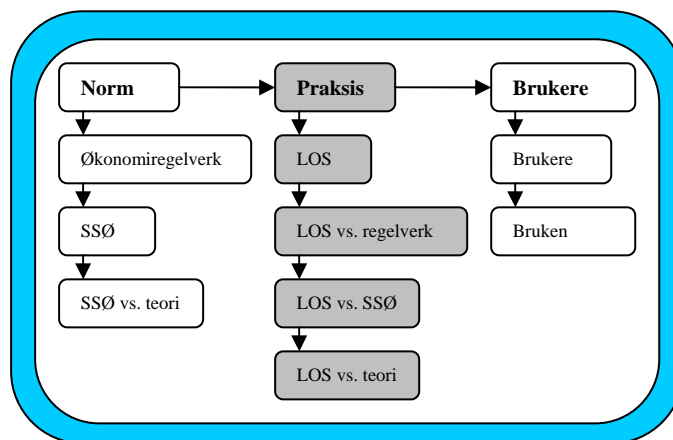 Norm
Praksis
Brukere
Økonomiregelverk
LOS
Brukere
SSØ
LOS vs. regelverk
Bruken
SSØ vs. teori
LOS vs. SSØ
LOS vs. teori